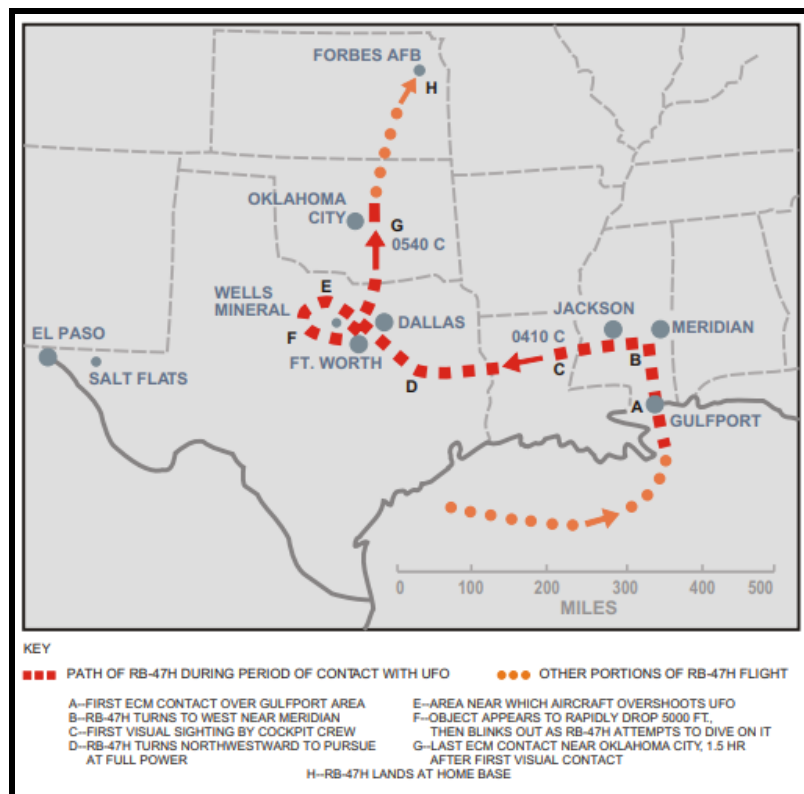 FORBES AFB
H
OKLAHOMA
CITY
G
0540 C
E
WELLS
MINERAL
F
DALLAS
FT. WORTH
EL PASO
SALT FLATS
D
0410 C
C
JACKSON
MERIDIAN
B
A
GULFPORT
0 100 200 300 400 500
MILES
KEY
PATH OF RB-47H DURING PERIOD OF CONTACT WITH UFO
OTHER PORTIONS OF RB-47H FLIGHT
A--FIRST ECM CONTACT OVER GULFPORT AREA
B--RB-47H TURNS TO WEST NEAR MERIDIAN
C--FIRST VISUAL SIGHTING BY COCKPIT CREW
D--RB-47H TURNS NORTHWESTWARD TO PURSUE
AT FULL POWER
E--AREA NEAR WHICH AIRCRAFT OVERSHOOTS UFO
F--OBJECT APPEARS TO RAPIDLY DROP 5000 FT.,
THEN BLINKS OUT AS RB-47H ATTEMPTS TO DIVE ON IT
G--LAST ECM CONTACT NEAR OKLAHOMA CITY, 1.5 HR
AFTER FIRST VISUAL CONTACT
H--RB-47H LANDS AT HOME BASE